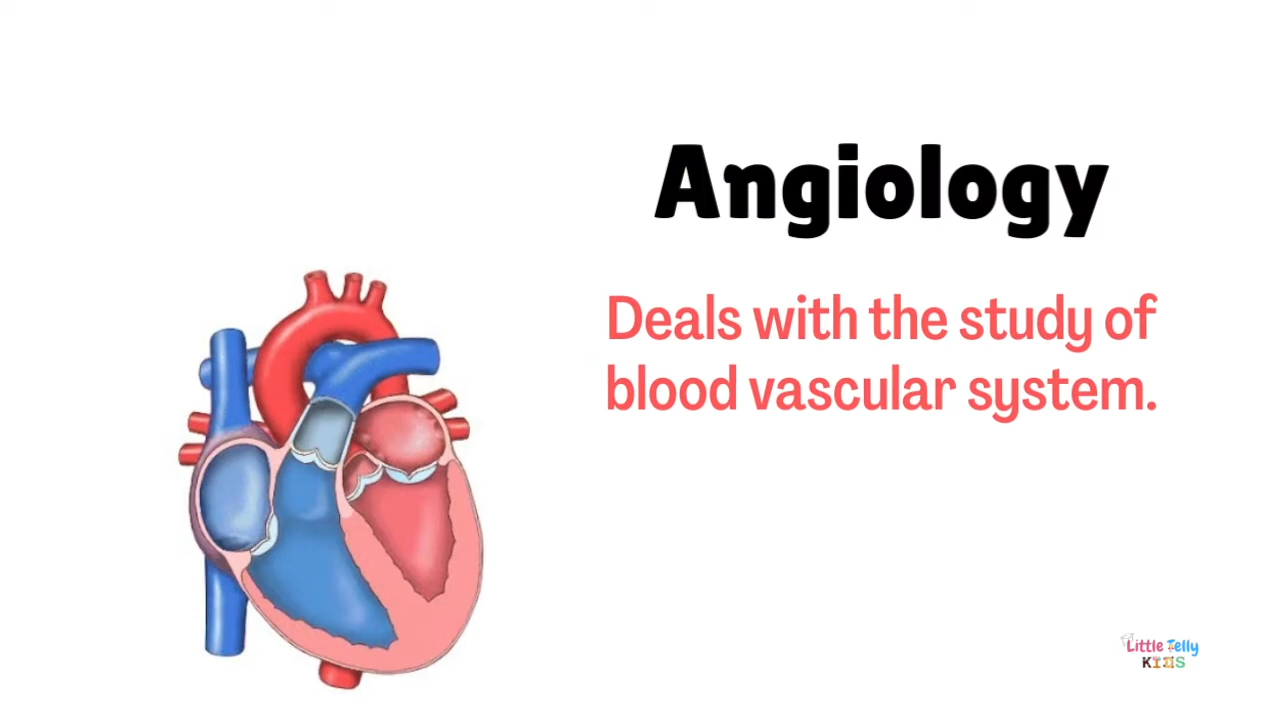 Angiology
Deals with the study of
blood vascular system.
Little Telly
KIDS